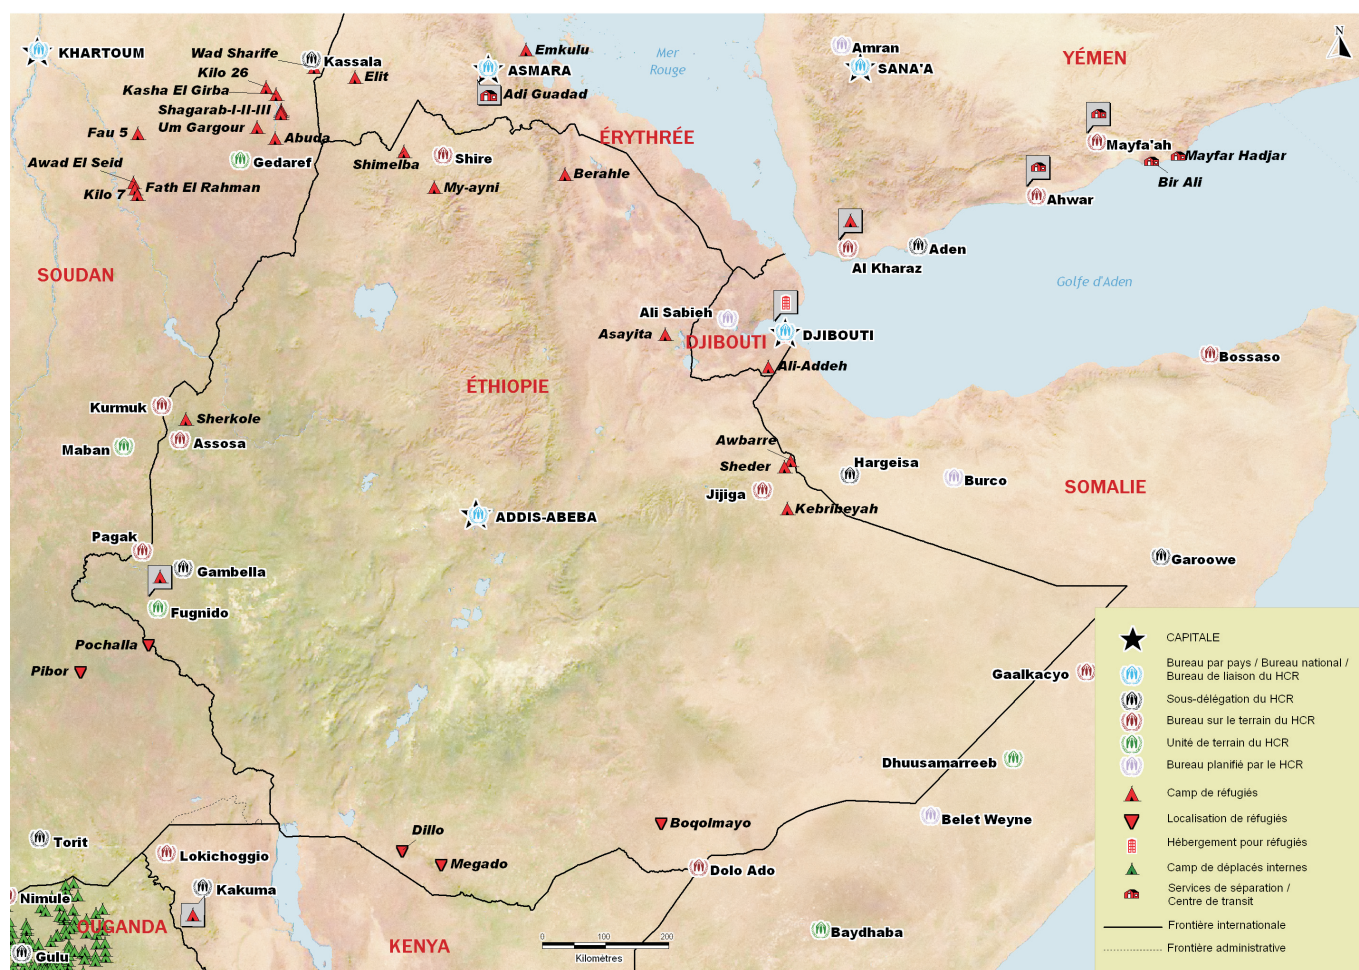 KHARTOUM
Wad Sharife
Kassala
Kilo 26
Elit
Kasha El Girba
Shagarab-I-II-III
Um Gargour
Fau 5
Abuda
Gedaref
Awad El Seid
Fath El Rahman
Kilo 7
SOUDAN
Emkulu
ASMARA
Adi Guadad
Mer
Rouge
ÉRYTHRÉE
Shimelba
Shire
My-ayni
Berahle
Amran
SANA'A
YÉMEN
N
Mayfa'ah
Mayfar Hadjar
Bir Ali
Ahwar
Al Kharaz
Aden
Golfe d'Aden
Ali Sabieh
Asayita
DJIBOUTI
DJIBOUTI
Ali-Addeh
Bossaso
ÉTHIOPIE
Kurmuk
Sherkole
Assosa
Maban
Awbarre
Sheder
Jijiga
Kebribeyah
Hargeisa
Burco
SOMALIE
ADDIS-ABEBA
Pagak
Gambella
Fugnido
Garoowe
Pochalla
Pibor
Gaalkacyo
Dhuusamarreeb
Belet Weyne
Boqolmayo
Dillo
Megado
Dolo Ado
Torit
Lokichoggio
Kakuma
Nimule
OUGANDA
Gulu
KENYA
Baydhaba
0 100 200
Kilomètres
CAPITALE
Bureau par pays / Bureau national /
Bureau de liaison du HCR
Sous-délégation du HCR
Bureau sur le terrain du HCR
Unité de terrain du HCR
Bureau planifié par le HCR
Camp de réfugiés
Localisation de réfugiés
Hébergement pour réfugiés
Camp de déplacés internes
Services de séparation /
Centre de transit
Frontière internationale
Frontière administrative